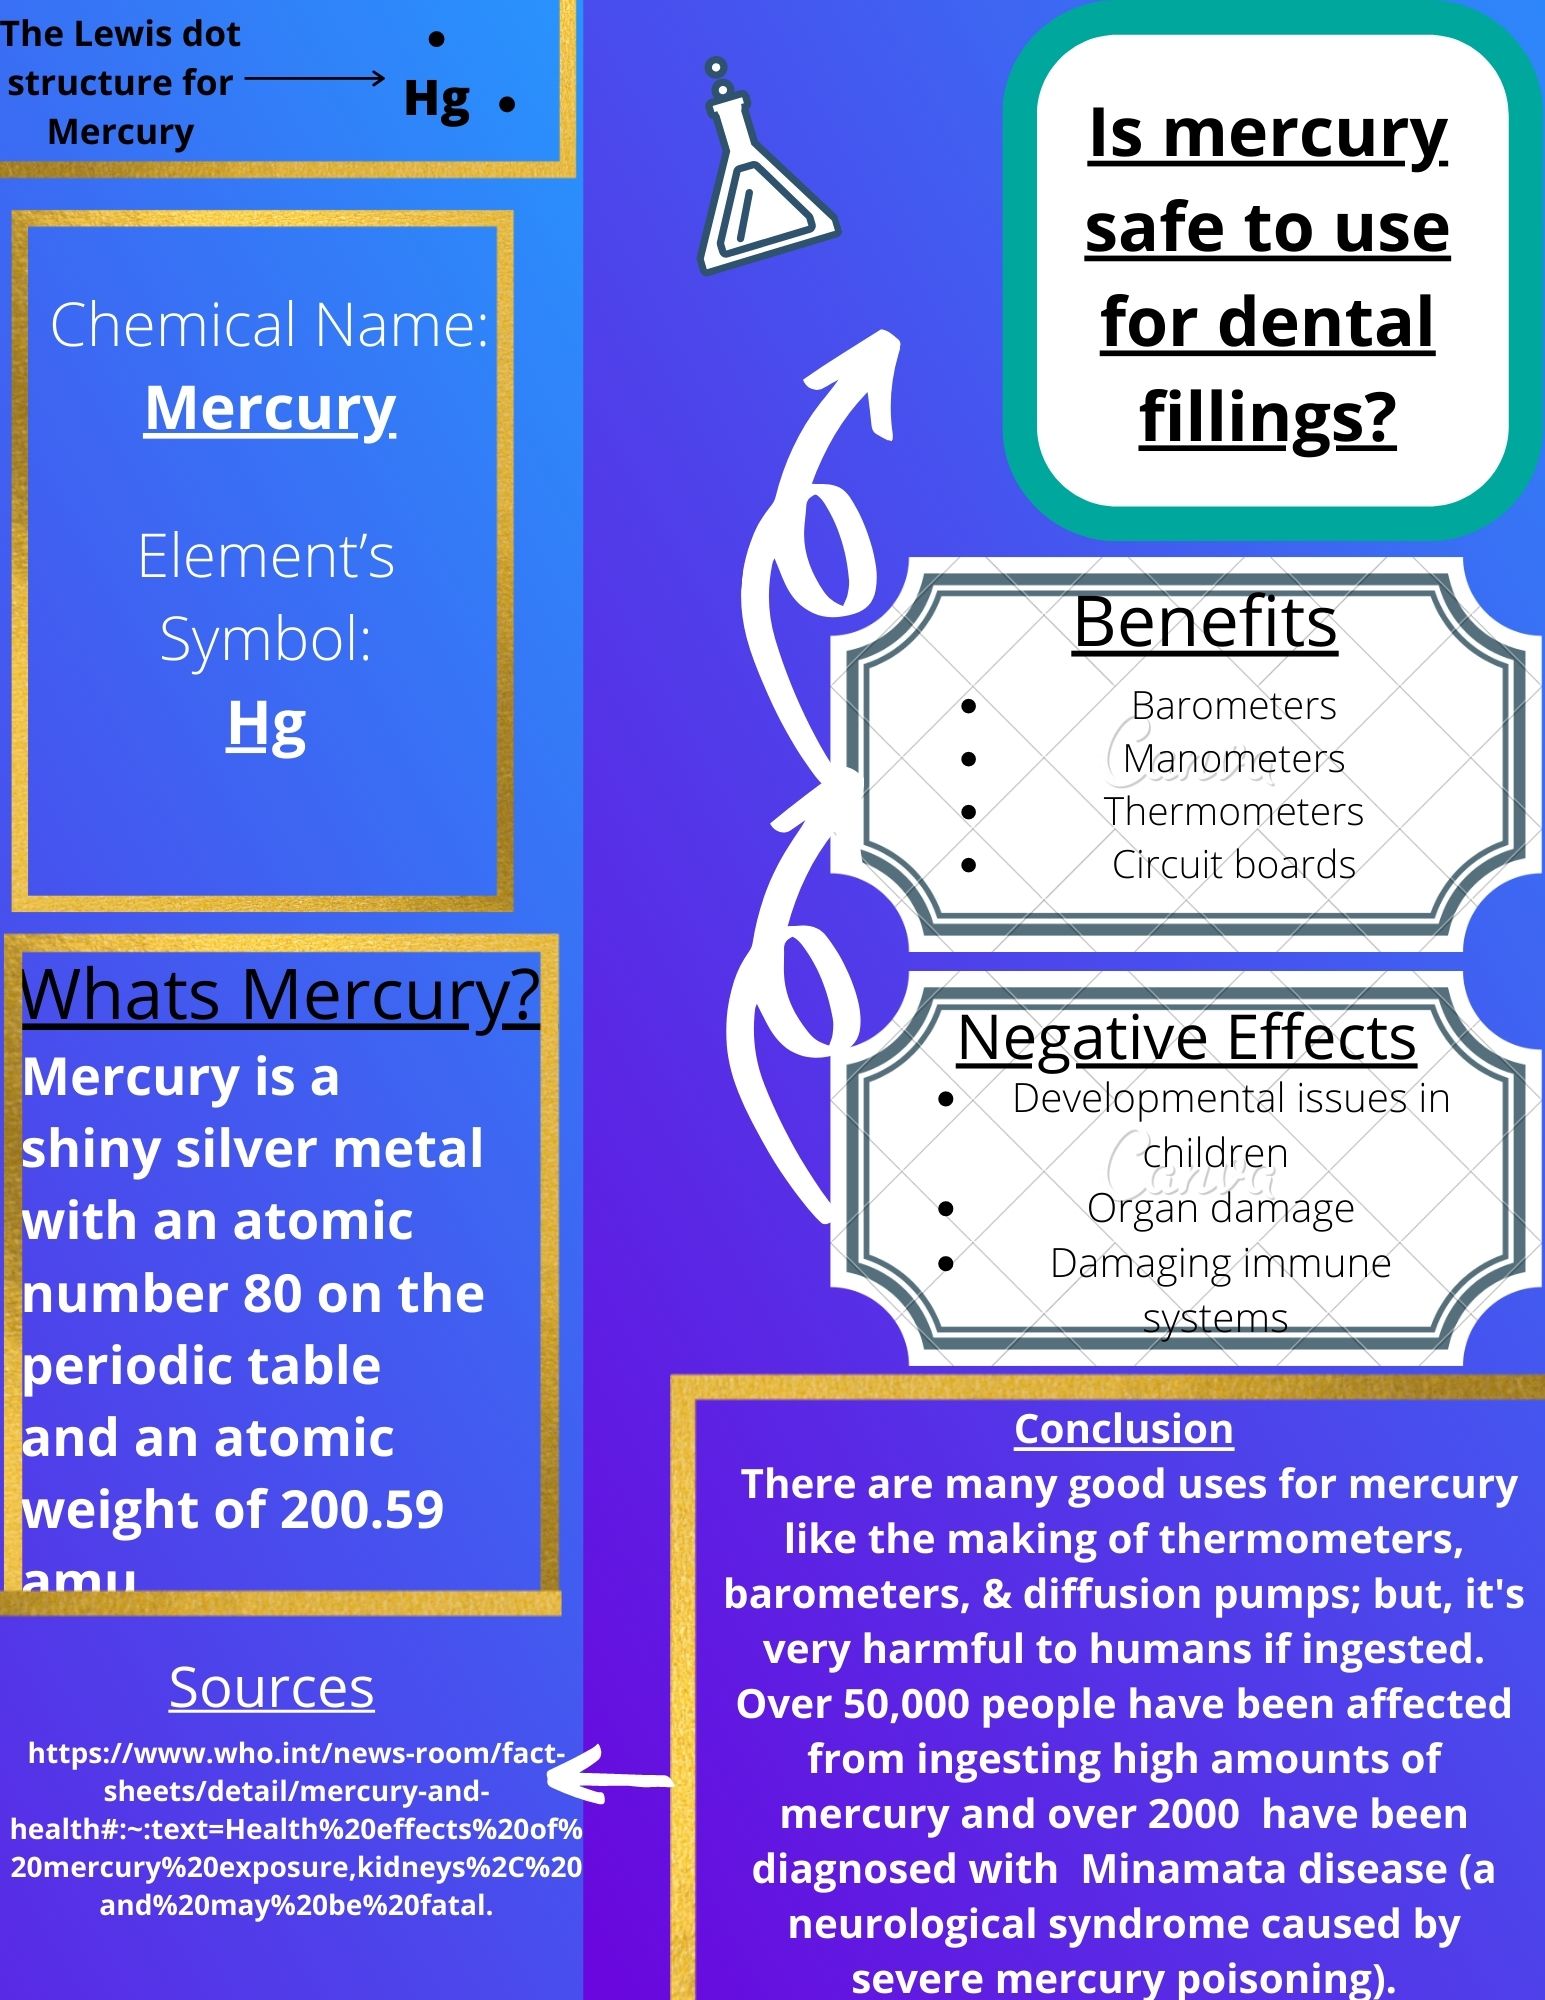 The Lewis dot
structure for
Mercury
Hg
Chemical Name:
Mercury
Element’s
Symbol:
Hg
Whats Mercury?
Mercury is a
shiny silver metal
with an atomic
number 80 on the
periodic table
and an atomic
weight of 200.59
amu
Sources
https://www.who.int/news-room/fact-
sheets/detail/mercury-and-
health#:~:text=Health%20effects%20of%
20mercury%20exposure,kidneys%2C%20
and%20may%20be%20fatal.
Is mercury
safe to use
for dental
fillings?
Benefits
Barometers
Manometers
Thermometers
Circuit boards
Canva
Negative Effects
Developmental issues in
children
Organ damage
Damaging immune
systems
Canva
Conclusion
There are many good uses for mercury
like the making of thermometers,
barometers, & diffusion pumps; but, it's
very harmful to humans if ingested.
Over 50,000 people have been affected
from ingesting high amounts of
mercury and over 2000 have been
diagnosed with Minamata disease (a
neurological syndrome caused by
severe mercury poisoning).